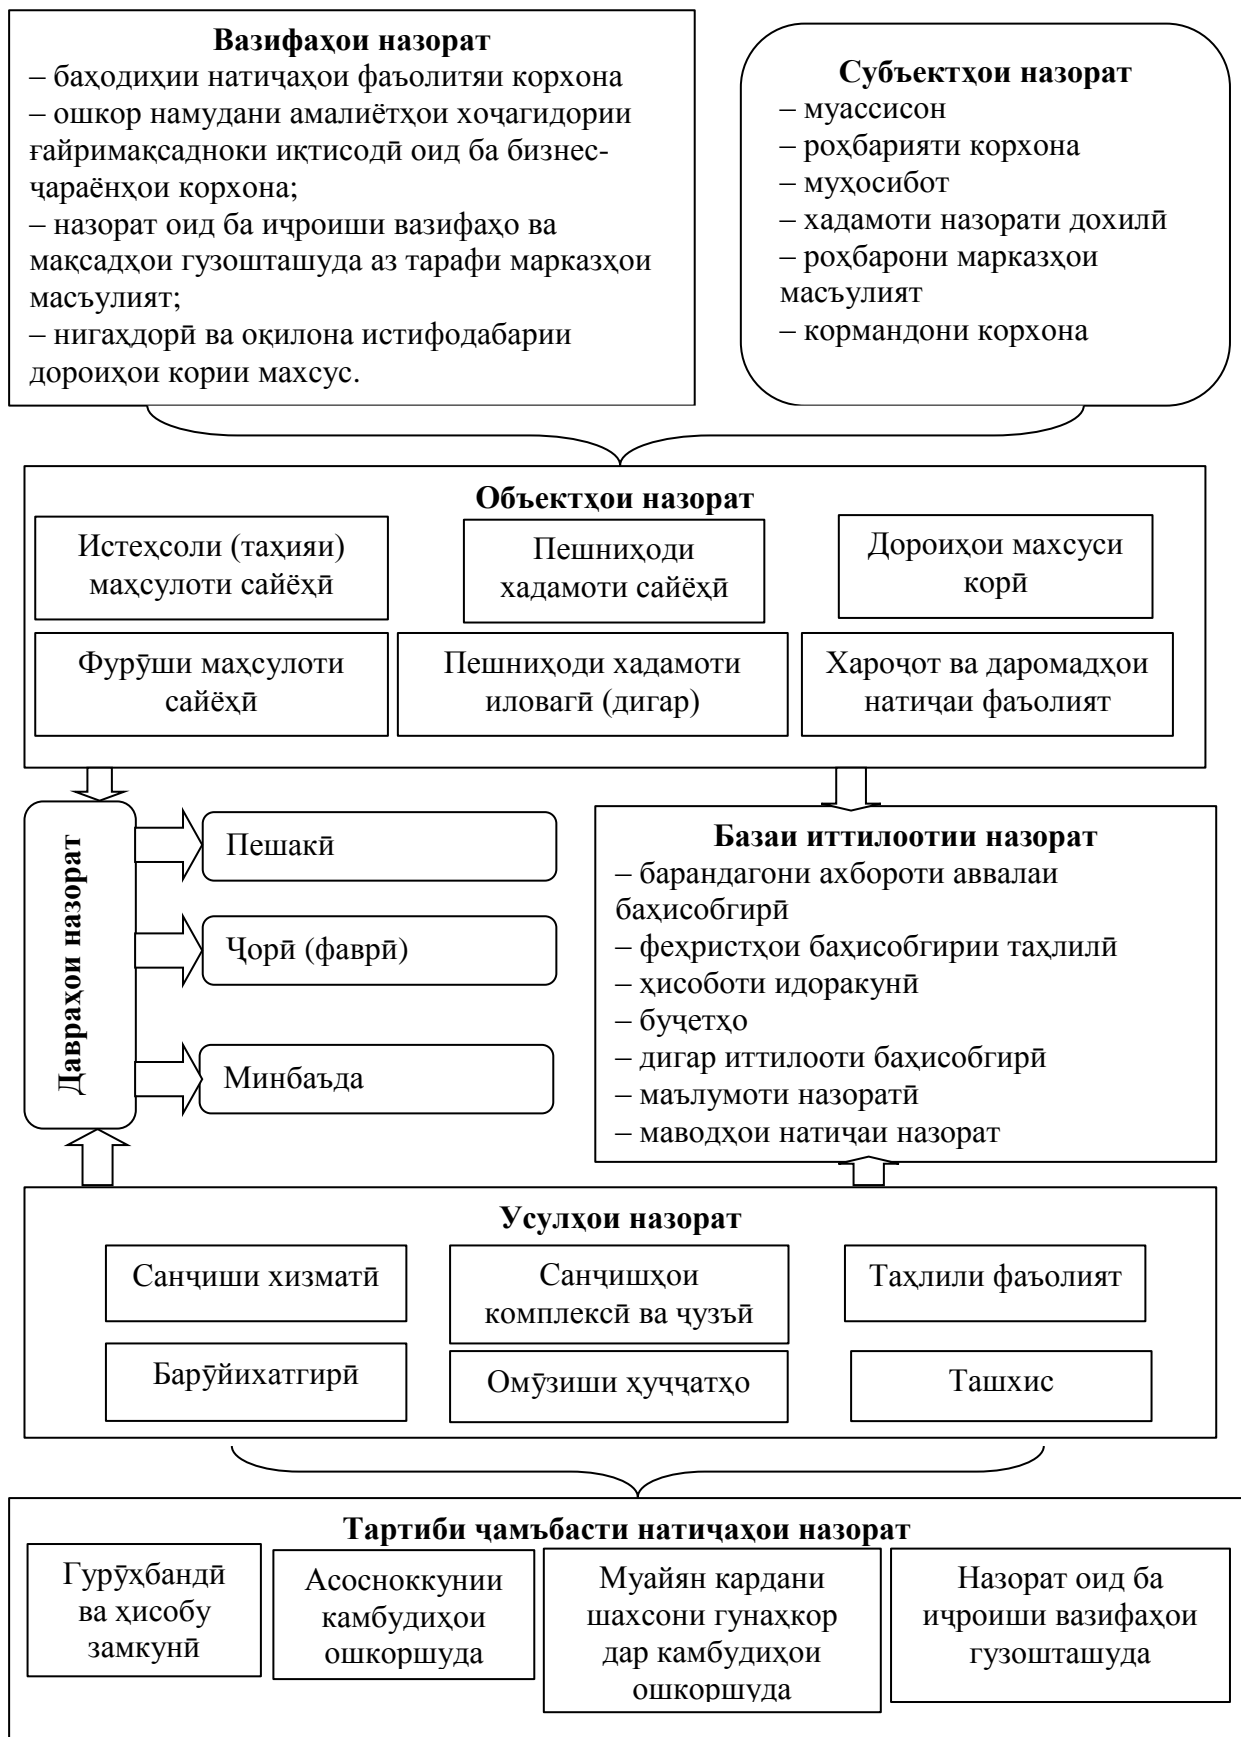 Вазифаҳои назорат
– баҳодиҳии натиҷаҳои фаъолитяи корхона
– ошкор намудани амалиётҳои хоҷагидории
ғайримақсадноки иқтисодӣ оид ба бизнес-
ҷараёнҳои корхона;
– назорат оид ба иҷроиши вазифаҳо ва
мақсадҳои гузошташуда аз тарафи марказҳои
масъулият;
– нигаҳдорӣ ва оқилона истифодабарии
дороиҳои кории махсус.
Субъектҳои назорат
– муассисон
– роҳбарияти корхона
– муҳосибот
– хадамоти назорати дохилӣ
– роҳбарони марказҳои
масъулият
– кормандони корхона
Объектҳои назорат
Истеҳсоли (таҳияи)
маҳсулоти сайёҳӣ
Пешниҳоди
хадамоти сайёҳӣ
Дороиҳои махсуси
корӣ
Фурӯши маҳсулоти
сайёҳӣ
Пешниҳоди хадамоти
иловагӣ (дигар)
Хароҷот ва даромадҳои
натиҷаи фаъолият
Давраҳои назорат
Пешакӣ
Ҷорӣ (фаврӣ)
Минбаъда
Базаи иттилоотии назорат
– барандагони ахбороти аввалаи
баҳисобгирӣ
– феҳристҳои баҳисобгирии таҳлилӣ
– ҳисоботи идоракунӣ
– буҷетҳо
– дигар иттилооти баҳисобгирӣ
– маълумоти назоратӣ
– маводҳои натиҷаи назорат
Усулҳои назорат
Санҷиши хизматӣ
Санҷишҳои
комплексӣ ва ҷузъӣ
Таҳлили фаъолият
Барӯйихатгирӣ
Омӯзиши ҳуҷҷатҳо
Ташхис
Тартиби ҷамъбасти натиҷаҳои назорат
Гурӯҳбандӣ
ва ҳисобу
замкунӣ
Асосноккунии
камбудиҳои
ошкоршуда
Муайян кардани
шахсони гунаҳкор
дар камбудиҳои
ошкоршуда
Назорат оид ба
иҷроиши вазифаҳои
гузошташуда